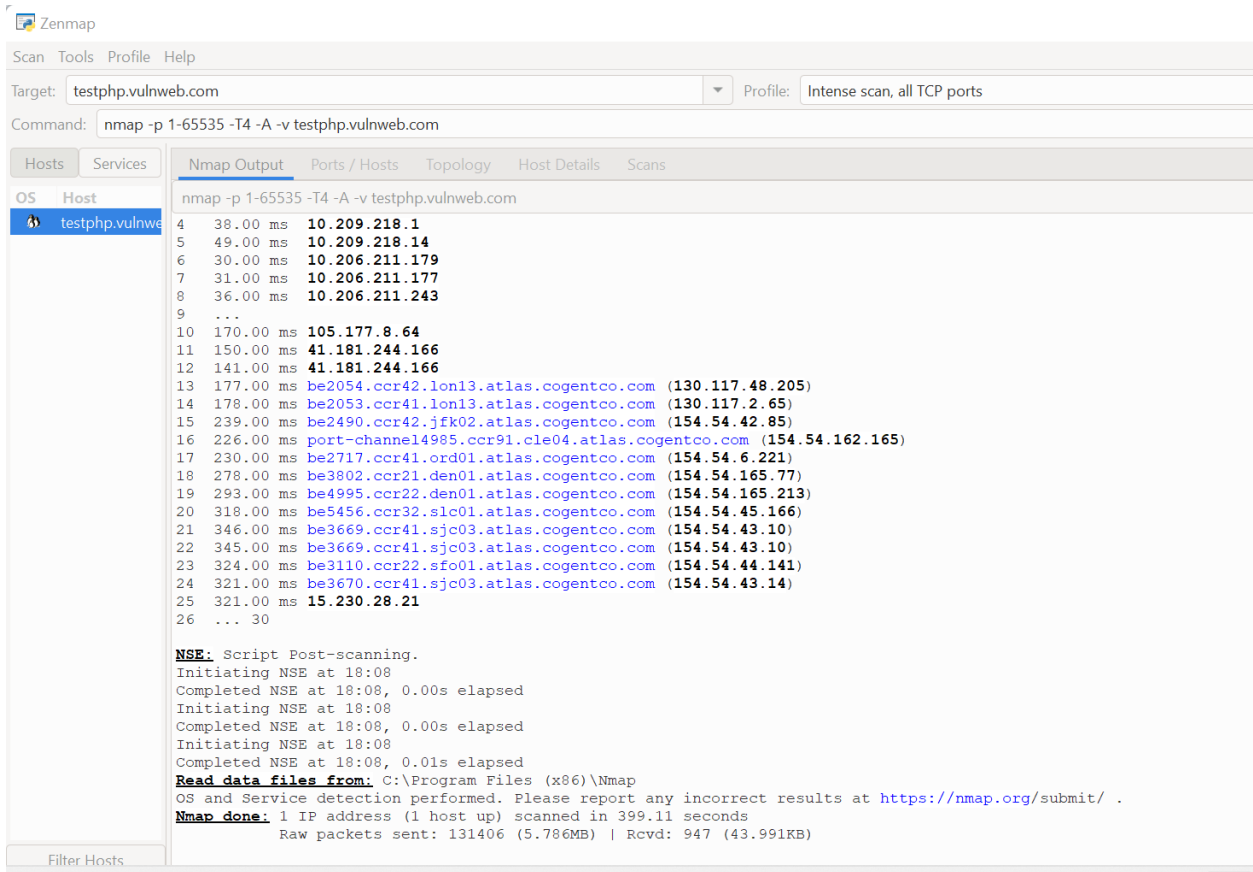 Zenmap
Scan Tools Profile Help
Target: testphp.vulnweb.com Profile: Intense scan, all TCP ports
Command: nmap -p 1-65535 -T4 -A -v testphp.vulnweb.com
Hosts Services Nmap Output Ports / Hosts Topology Host Details Scans
OS Host
nmap -p 1-65535 -T4 -A -v testphp.vulnweb.com
testphp.vulnwe
4 38.00 ms 10.209.218.1
5 49.00 ms 10.209.218.14
6 30.00 ms 10.206.211.179
7 31.00 ms 10.206.211.177
8 36.00 ms 10.206.211.243
9 ...
10 170.00 ms 105.177.8.64
11 150.00 ms 41.181.244.166
12 141.00 ms 41.181.244.166
13 177.00 ms be2054.ccr42.lon13.atlas.cogentco.com (130.117.48.205)
14 178.00 ms be2053.ccr41.lon13.atlas.cogentco.com (130.117.2.65)
15 239.00 ms be2490.ccr42.jfk02.atlas.cogentco.com (154.54.42.85)
16 226.00 ms port-channel4985.ccr91.cle04.atlas.cogentco.com (154.54.162.165)
17 230.00 ms be2717.ccr41.ord01.atlas.cogentco.com (154.54.6.221)
18 278.00 ms be3802.ccr21.den01.atlas.cogentco.com (154.54.165.77)
19 293.00 ms be4995.ccr22.den01.atlas.cogentco.com (154.54.165.213)
20 318.00 ms be5456.ccr32.slc01.atlas.cogentco.com (154.54.45.166)
21 346.00 ms be3669.ccr41.sjc03.atlas.cogentco.com (154.54.43.10)
22 345.00 ms be3669.ccr41.sjc03.atlas.cogentco.com (154.54.43.10)
23 324.00 ms be3110.ccr22.sfo01.atlas.cogentco.com (154.54.44.141)
24 321.00 ms be3670.ccr41.sjc03.atlas.cogentco.com (154.54.43.14)
25 321.00 ms 15.230.28.21
26 ... 30
NSE: Script Post-scanning.
Initiating NSE at 18:08
Completed NSE at 18:08, 0.00s elapsed
Initiating NSE at 18:08
Completed NSE at 18:08, 0.00s elapsed
Initiating NSE at 18:08
Completed NSE at 18:08, 0.01s elapsed
Read data files from: C:\Program Files (x86)\Nmap
OS and Service detection performed. Please report any incorrect results at https://nmap.org/submit/ .
Nmap done: 1 IP address (1 host up) scanned in 399.11 seconds
Raw packets sent: 131406 (5.786MB) | Rcvd: 947 (43.991KB)
Filter Hosts